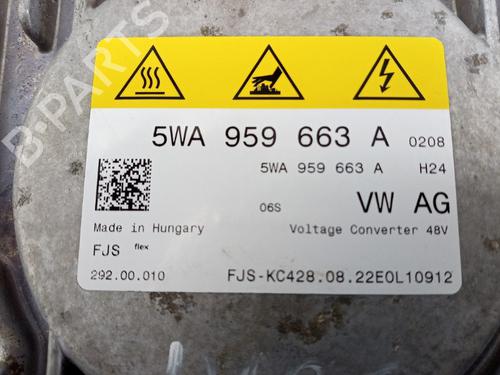 B-PARTS
5WA 959 663 A 0208
5WA 959 663 A H24
06S VW AG
Made in Hungary Voltage Converter 48V
FJS flex
292.00.010 FJS-KC428.08.22E0L10912